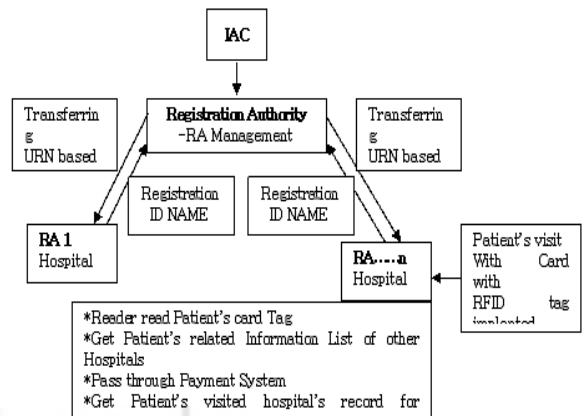 IAC
Transferrin
g
URN based
Registration Authority
-RA Management
Transferrin
g
URN based
Registration
ID NAME
Registration
ID NAME
RA 1
Hospital
RA......n
Hospital
Patient's visit
With Card
with
RFID tag
implanted
*Reader read Patient's card Tag
*Get Patient's related Information List of other
Hospitals
*Pass through Payment System
*Get Patient's visited hospital's record for